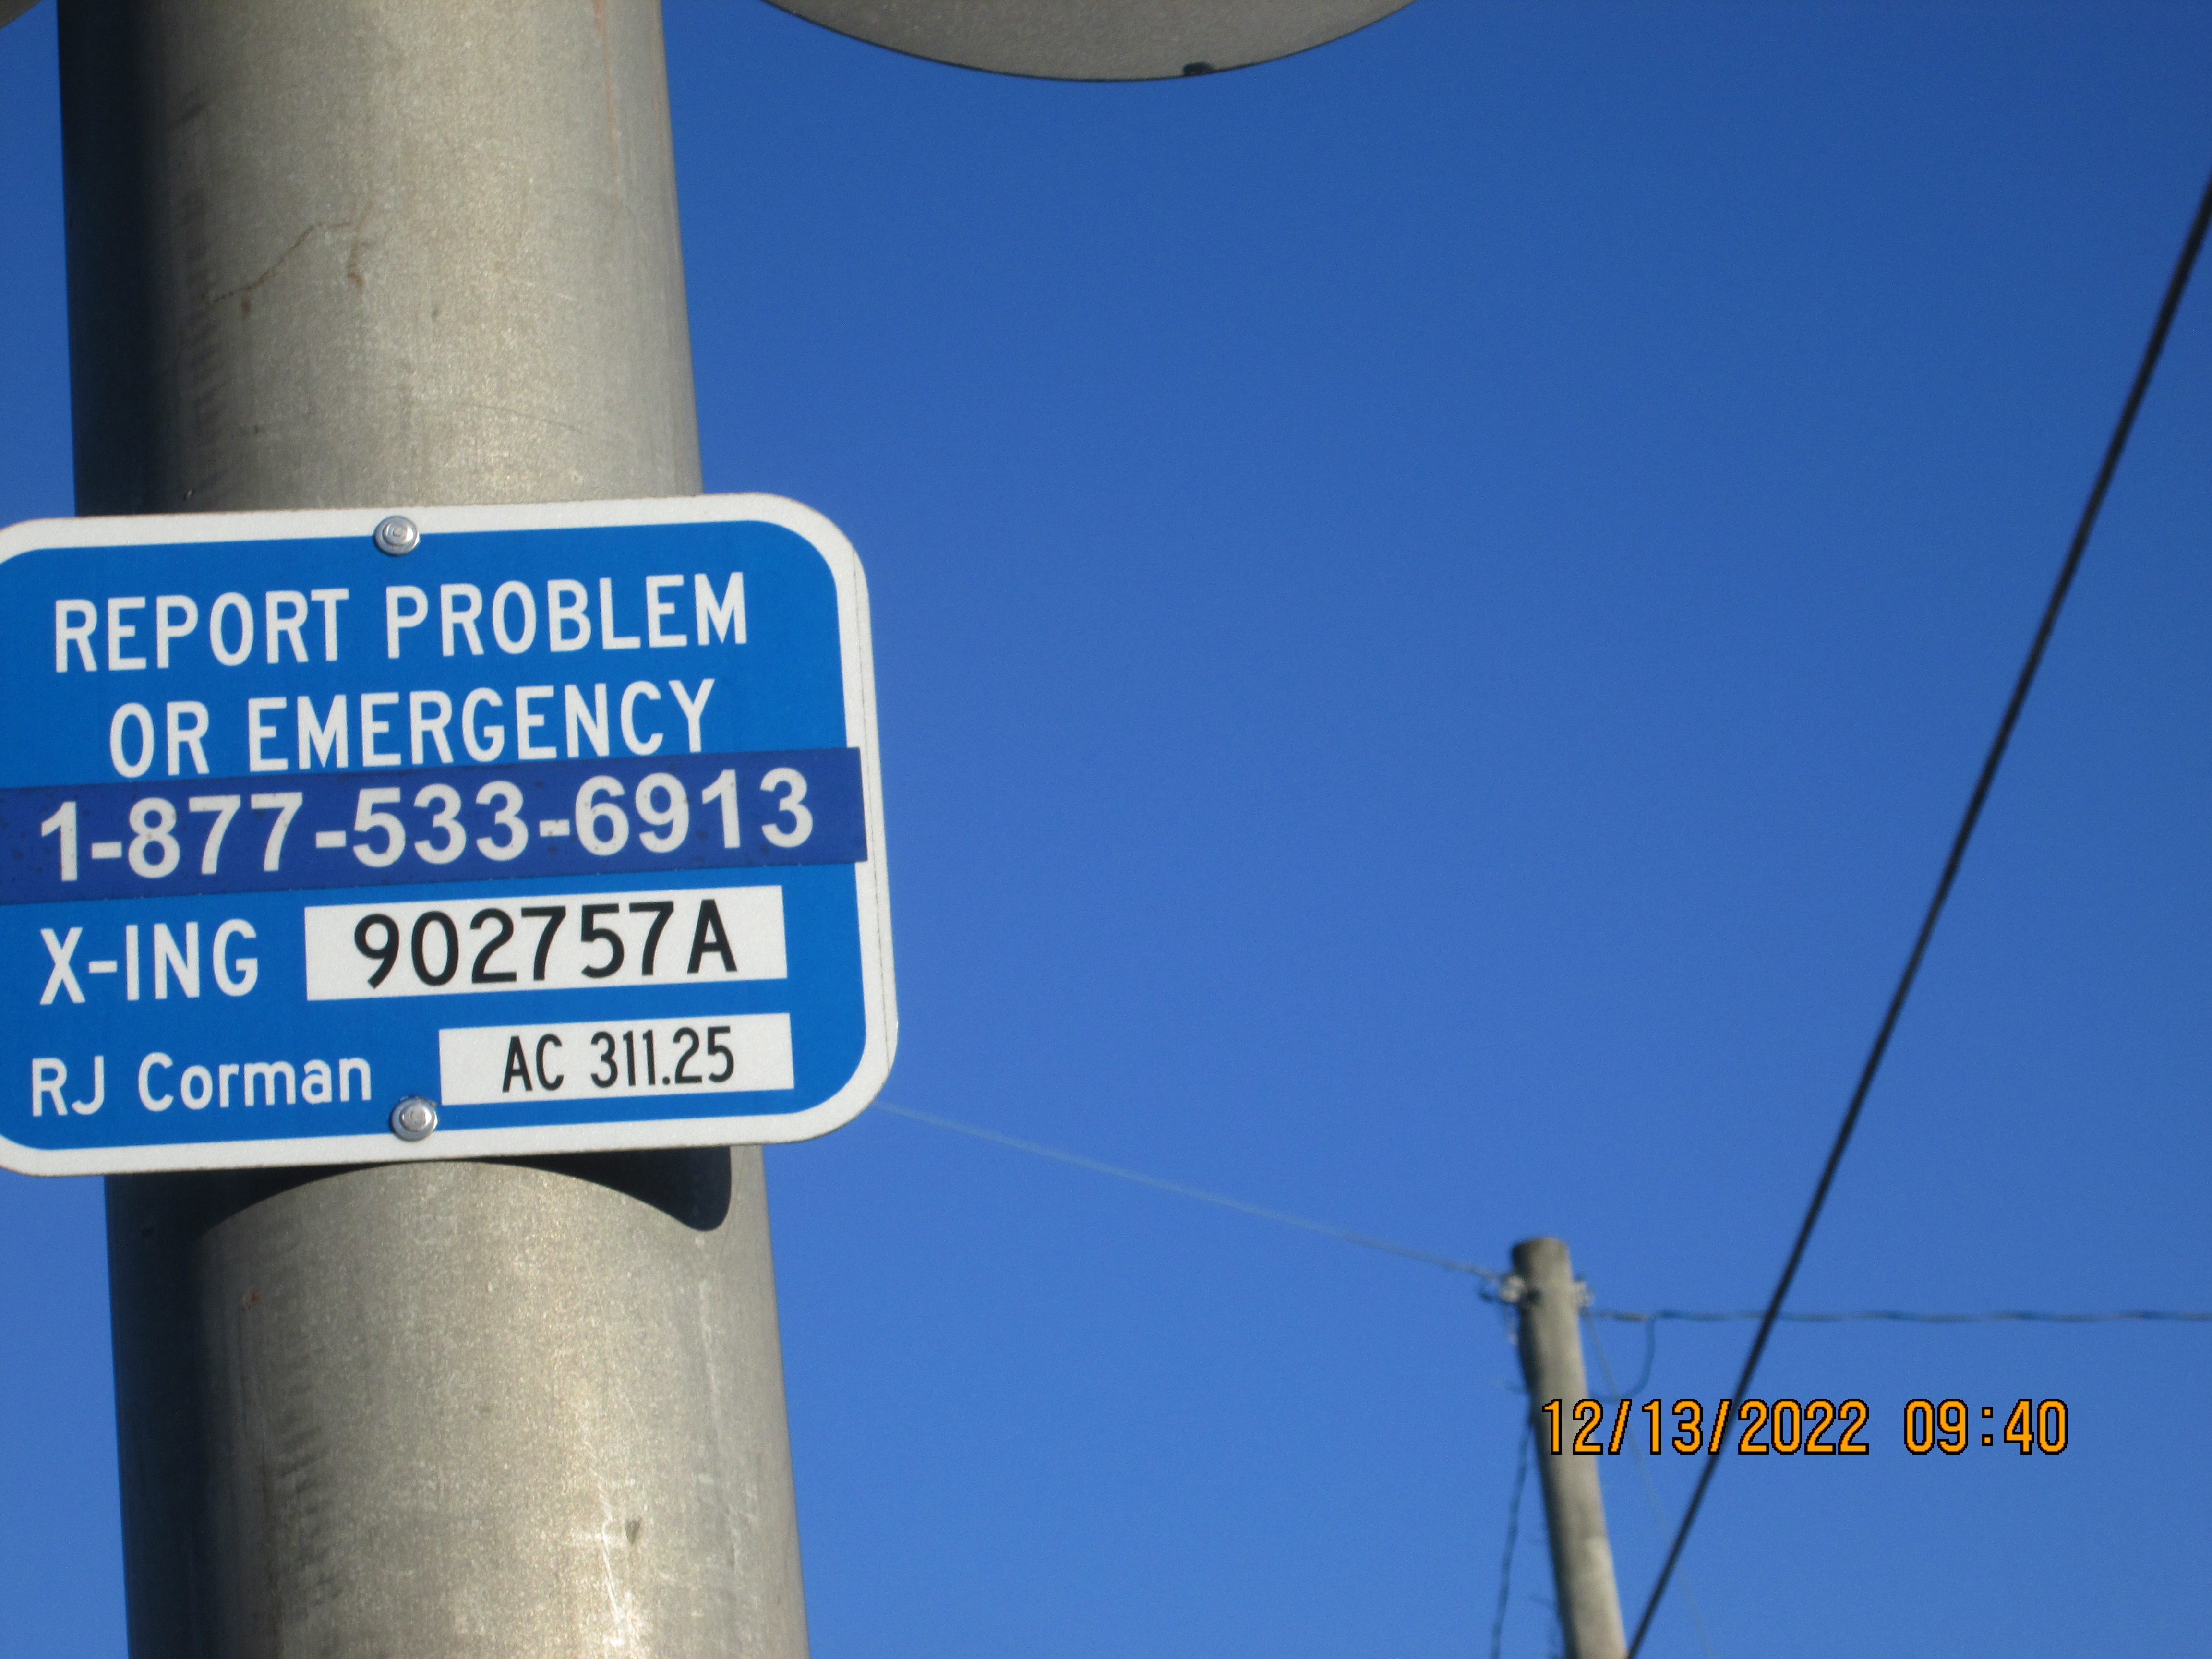 REPORT PROBLEM
OR EMERGENCY
1-877-533-6913
X-ING 902757A
RJ Corman AC 311.25
12/13/2022 09:40